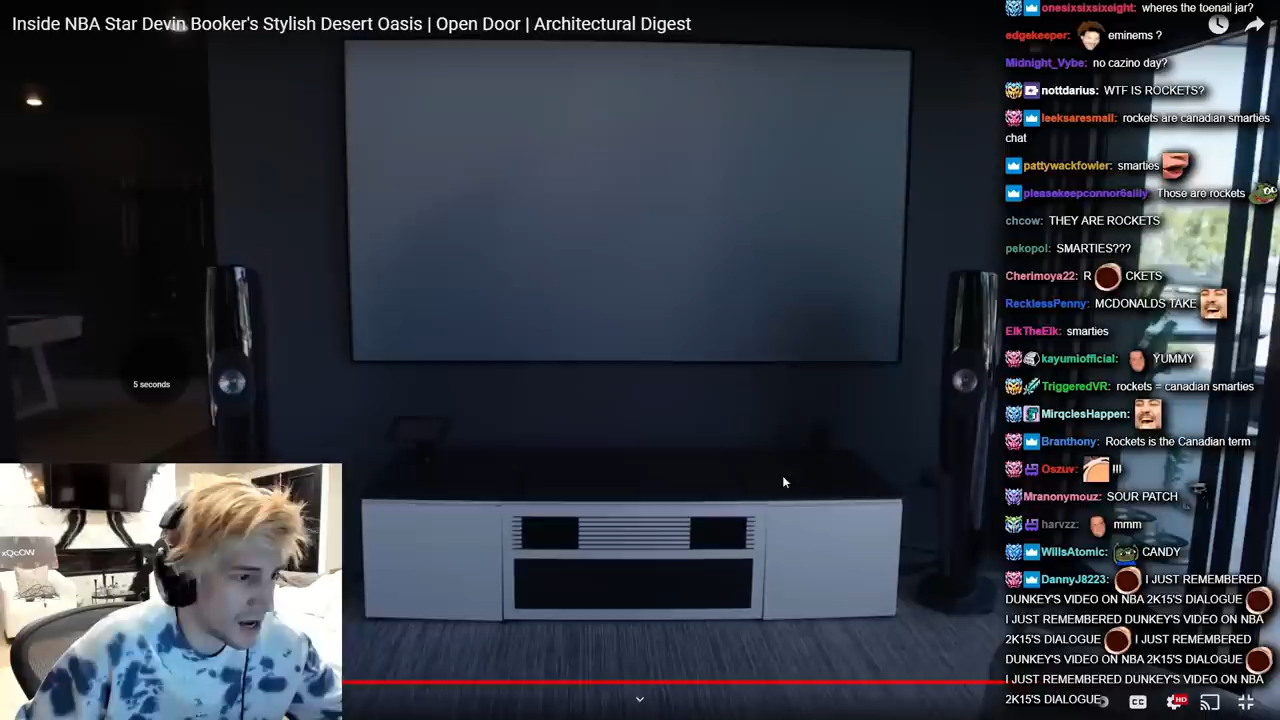 Inside NBA Star Devin Booker's Stylish Desert Oasis | Open Door | Architectural Digest
5 seconds
xQcOW
onesixsixsixeight: wheres the toenail jar?
edgekeeper: eminems ?
Midnight_Vybe: no cazino day?
nottdarius: WTF IS ROCKETS?
leeksaresmall: rockets are canadian smarties
chat
pattywackfowler: smarties
pleasekeepconnor6silly: Those are rockets
chcow: THEY ARE ROCKETS
pekopol: SMARTIES???
Cherimoya22: R CKETS
RecklessPenny: MCDONALDS TAKE
ElkTheElk: smarties
kayumiofficial: YUMMY
TriggeredVR: rockets = canadian smarties
MirqclesHappen:
Branthony: Rockets is the Canadian term
Oszuv: !!!
Mranonymouz: SOUR PATCH
harvzz: mmm
WillsAtomic: CANDY
DannyJ8223: I JUST REMEMBERED
DUNKEY'S VIDEO ON NBA 2K15'S DIALOGUE
I JUST REMEMBERED DUNKEY'S VIDEO ON NBA
2K15'S DIALOGUE I JUST REMEMBERED
DUNKEY'S VIDEO ON NBA 2K15'S DIALOGUE
I JUST REMEMBERED DUNKEY'S VIDEO ON NBA
2K15'S DIALOGUE
CC
HD